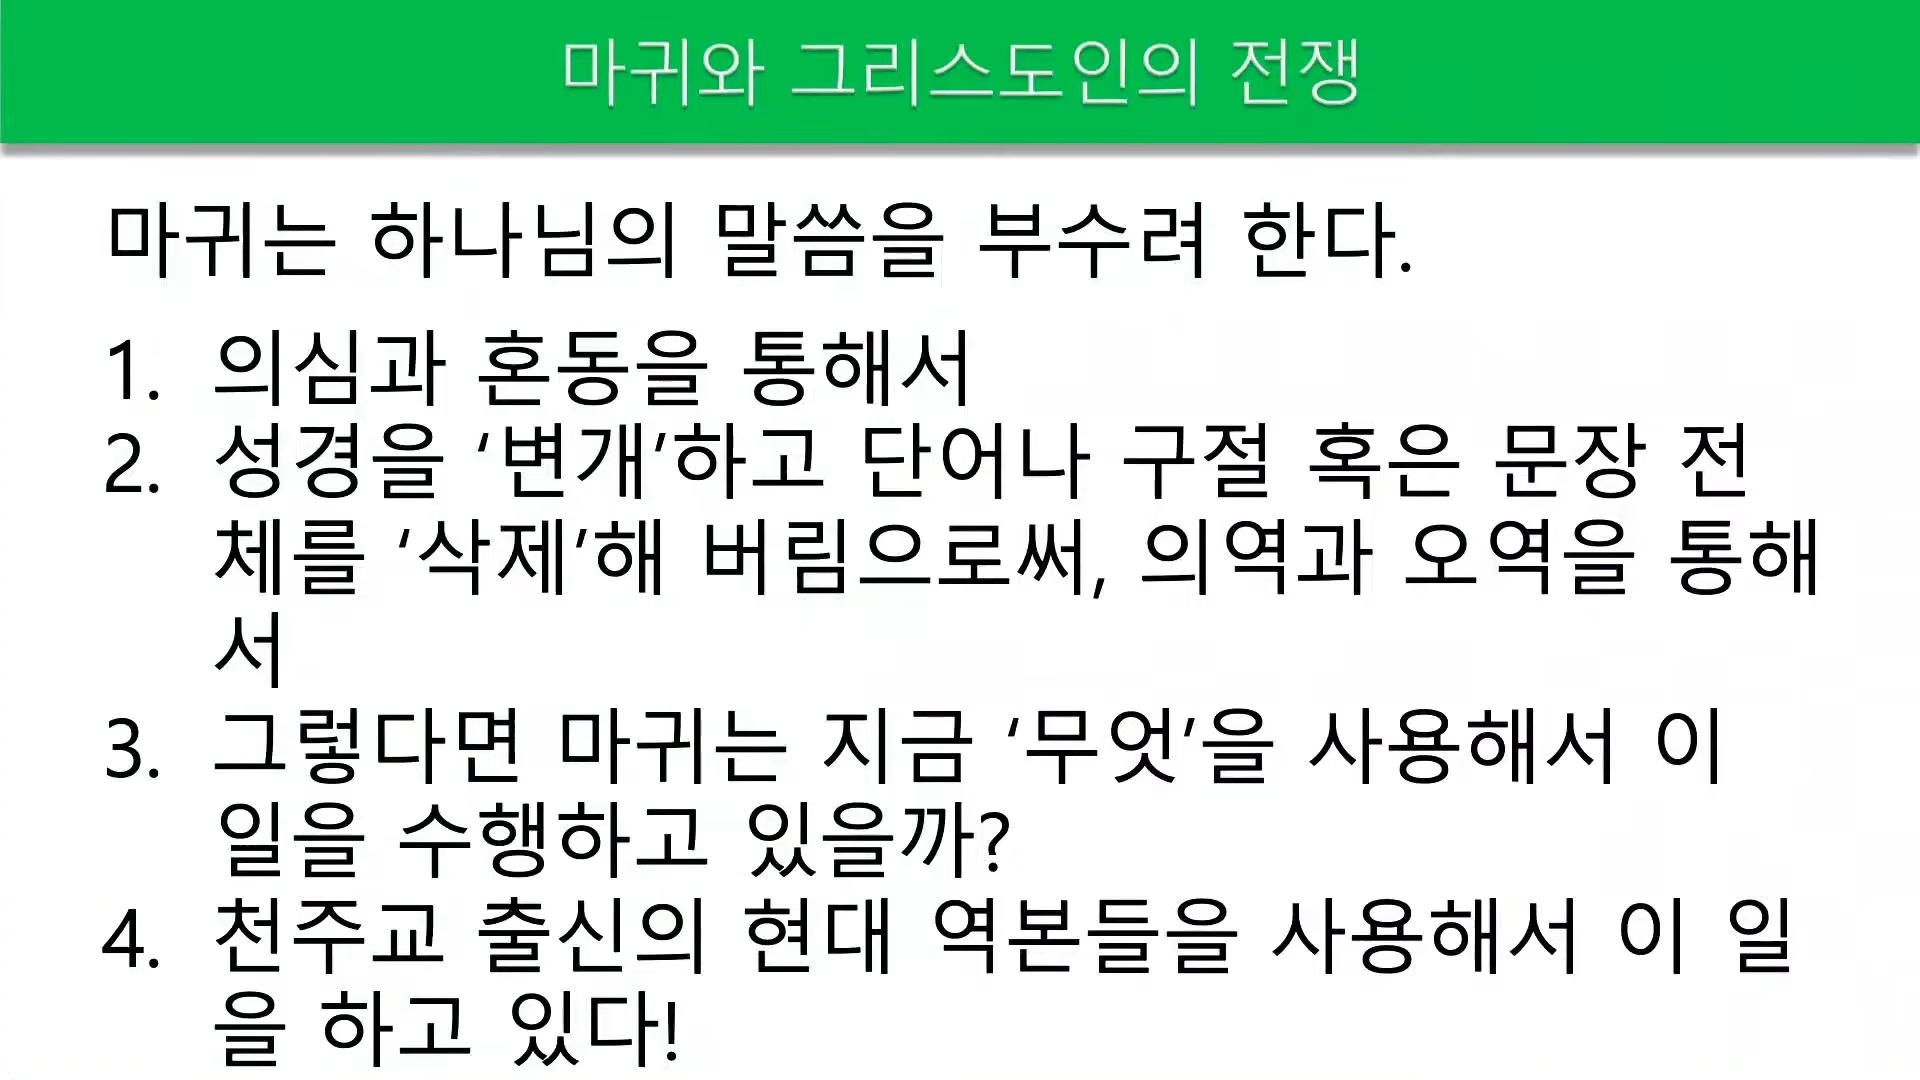 마귀와 그리스도인의 전쟁
마귀는 하나님의 말씀을 부수려 한다.
1. 의심과 혼동을 통해서
2. 성경을 ‘변개’하고 단어나 구절 혹은 문장 전
체를 ‘삭제’해 버림으로써, 의역과 오역을 통해
서
3. 그렇다면 마귀는 지금 ‘무엇’을 사용해서 이
일을 수행하고 있을까?
4. 천주교 출신의 현대 역본들을 사용해서 이 일
을 하고 있다!